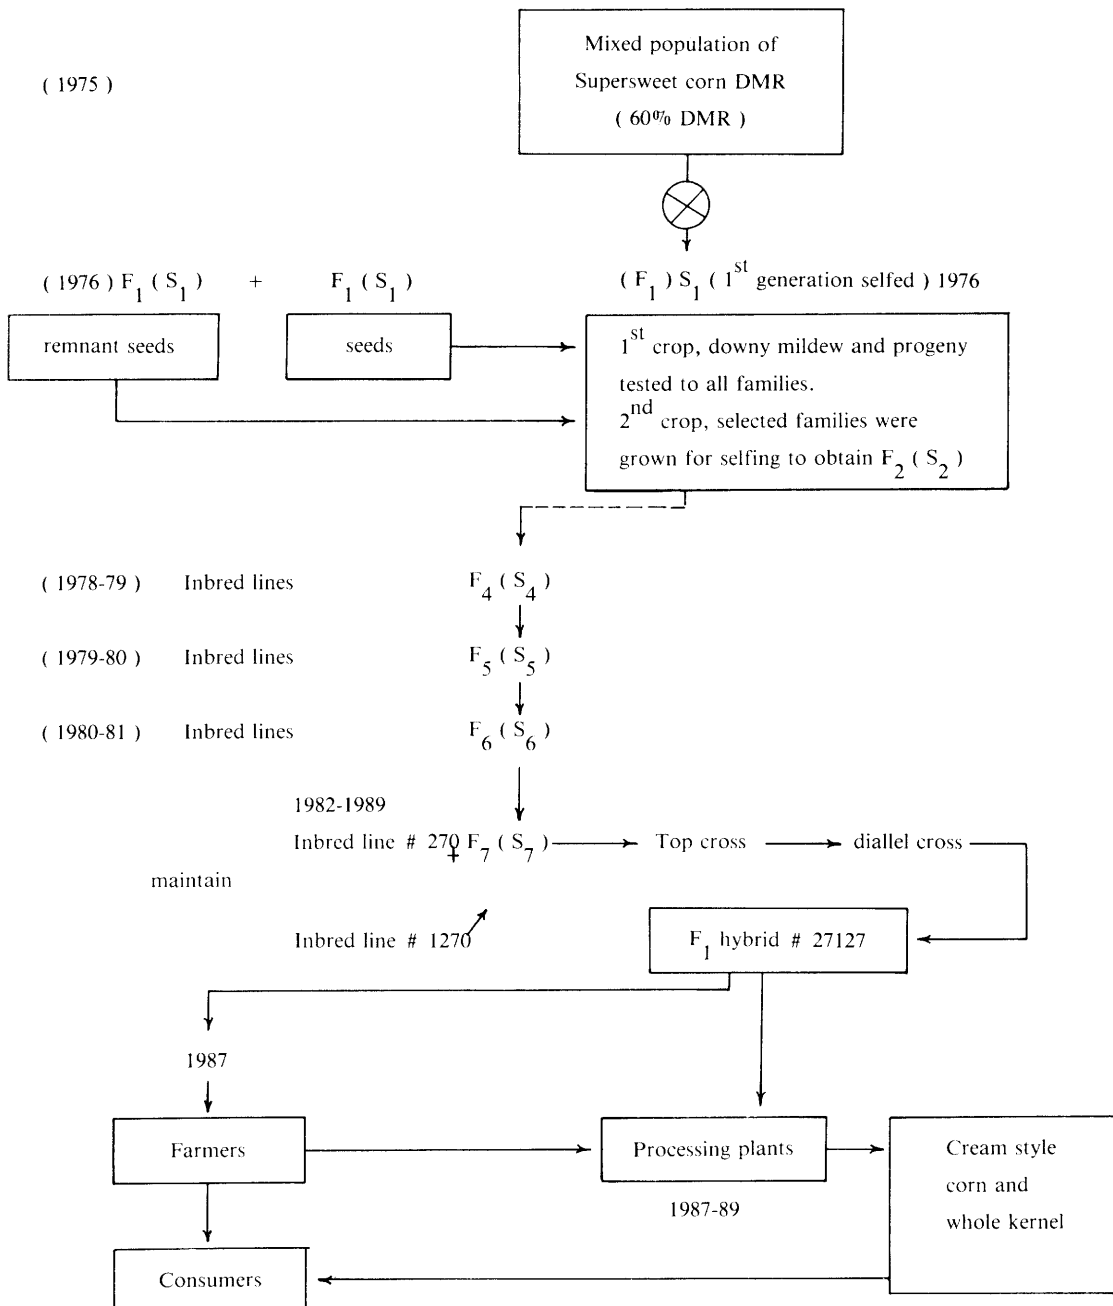 Mixed population of
( 1975 ) Supersweet corn DMR
( 60% DMR )
( 1976 ) F1 ( S1 ) + F1 ( S1 ) ( F1 ) S1 ( 1st generation selfed ) 1976
remnant seeds
seeds
1st crop, downy mildew and progeny
tested to all families.
2nd crop, selected families were
grown for selfing to obtain F2 ( S2 )
( 1978-79 ) Inbred lines F4 ( S4 )
( 1979-80 ) Inbred lines F5 ( S5 )
( 1980-81 ) Inbred lines F6 ( S6 )
1982-1989
Inbred line # 270 F7 ( S7 ) Top cross diallel cross
+
maintain
Inbred line # 1270
F1 hybrid # 27127
1987
Farmers
Processing plants
1987-89
Cream style
corn and
whole kernel
Consumers